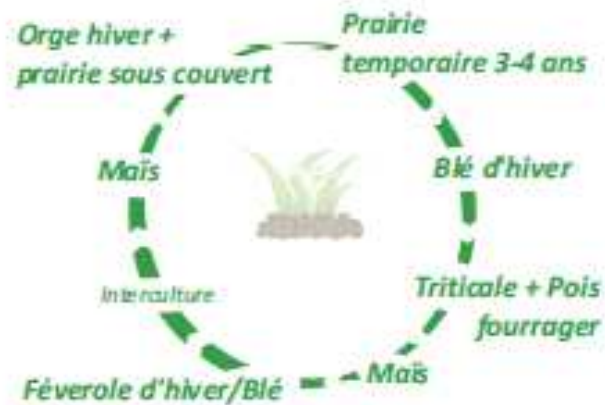 Orge hiver +
prairie sous couvert
Prairie
temporaire 3-4 ans
Blé d'hiver
Triticale + Pois
fourrager
Maïs
Féverole d'hiver/Blé
Interculture
Maïs